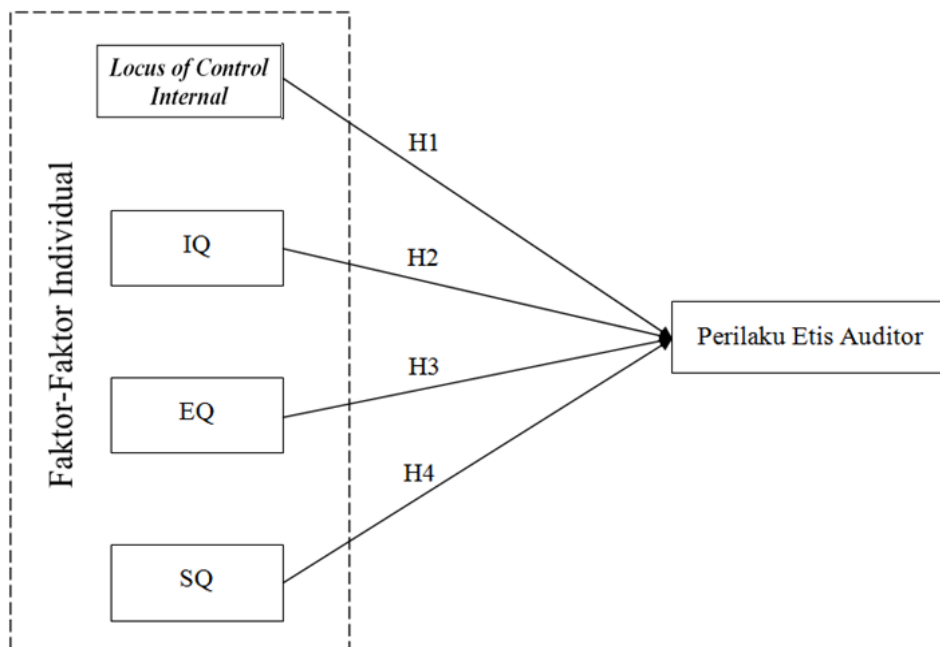 Faktor-Faktor Individual
Locus of Control
Internal
IQ
EQ
SQ
H1
H2
H3
H4
Perilaku Etis Auditor